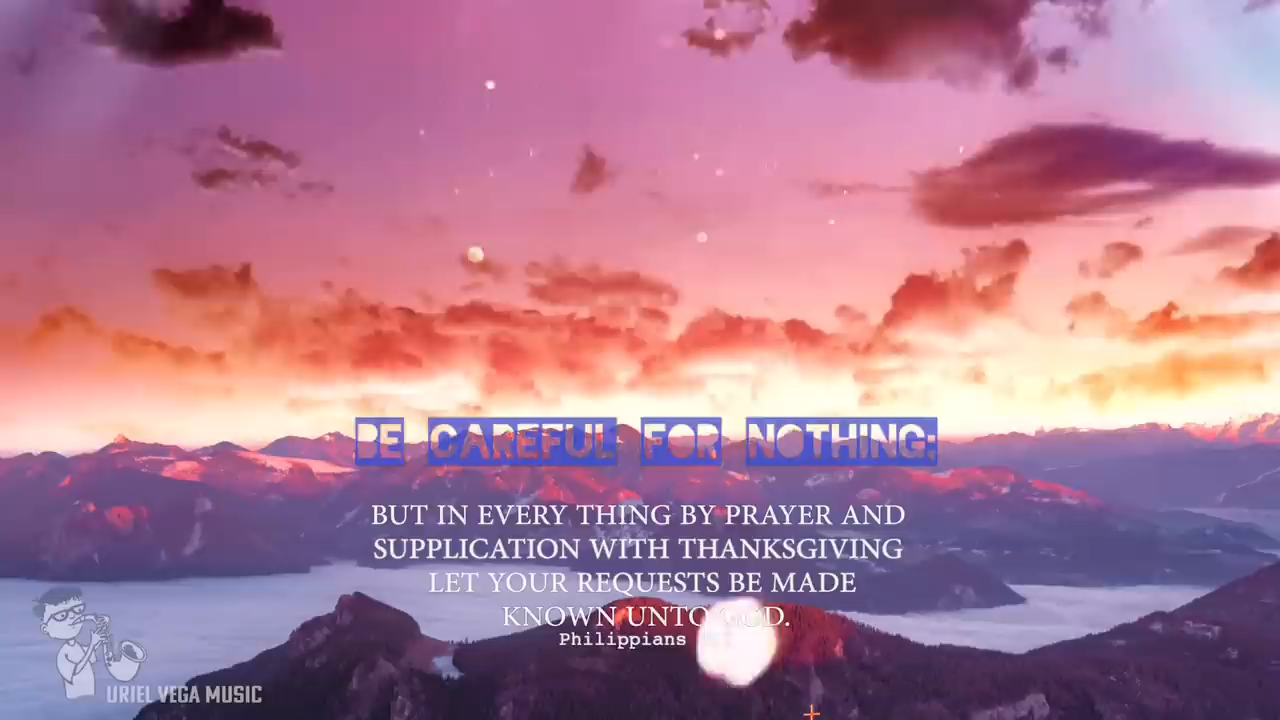 BE CAREFUL FOR NOTHING;
BUT IN EVERY THING BY PRAYER AND
SUPPLICATION WITH THANKSGIVING
LET YOUR REQUESTS BE MADE
KNOWN UNTO GOD.
Philippians
URIEL VEGA MUSIC